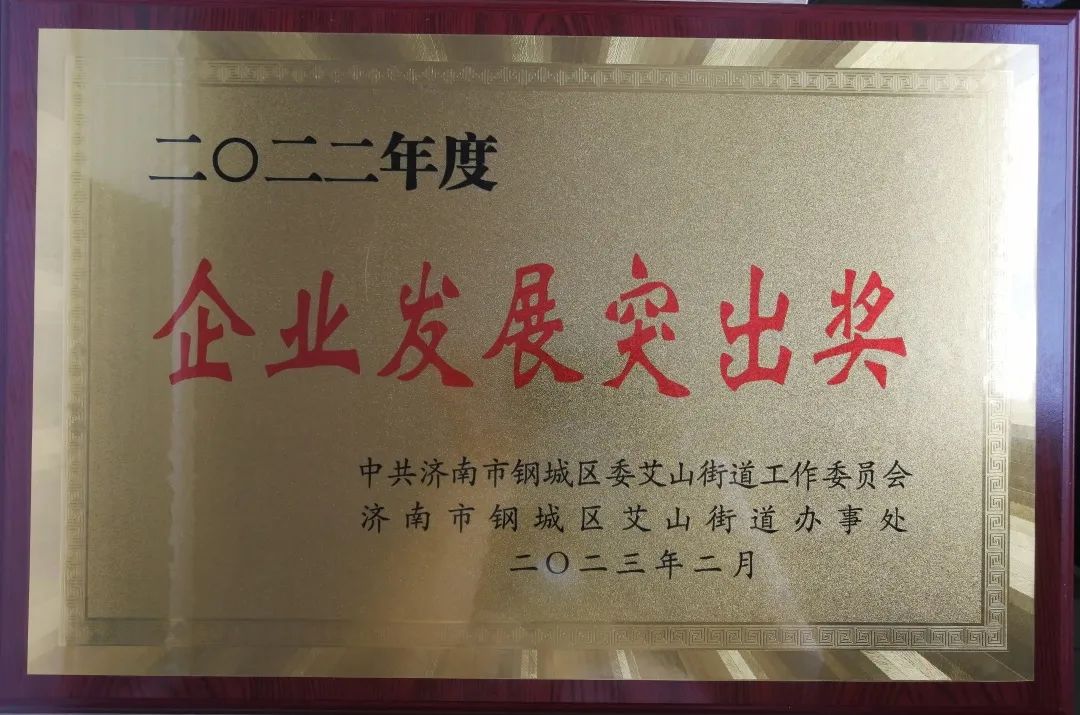 二〇二二年度
企业发展突出奖
中共济南市钢城区委艾山街道工作委员会
济南市钢城区艾山街道办事处
二〇二三年二月